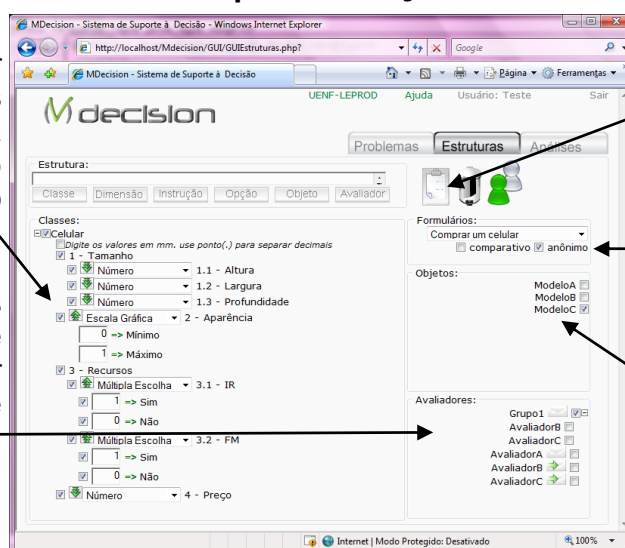 MDecision - Sistema de Suporte à Decisão - Windows Internet Explorer
http://localhost/Mdecision/GUI/GUIEstruturas.php?
Google
MDecision - Sistema de Suporte à Decisão
Página
Ferramentas
UENF-LEPROD Ajuda Usuário: Teste Sair
Mdecision
Problemas Estruturas Análises
Estrutura:
Classe Dimensão Instrução Opção Objeto Avaliador
Classes:
Celular
Digite os valores em mm. use ponto(.) para separar decimais
1 - Tamanho
Número 1.1 - Altura
Número 1.2 - Largura
Número 1.3 - Profundidade
Escala Gráfica 2 - Aparência
0 => Mínimo
1 => Máximo
3 - Recursos
Múltipla Escolha 3.1 - IR
1 => Sim
0 => Não
Múltipla Escolha 3.2 - FM
1 => Sim
0 => Não
Número 4 - Preço
Formulários:
Comprar um celular
comparativo anônimo
Objetos:
ModeloA
ModeloB
ModeloC
Avaliadores:
Grupo1
AvaliadorB
AvaliadorC
AvaliadorA
AvaliadorB
AvaliadorC
Internet | Modo Protegido: Desativado 100%